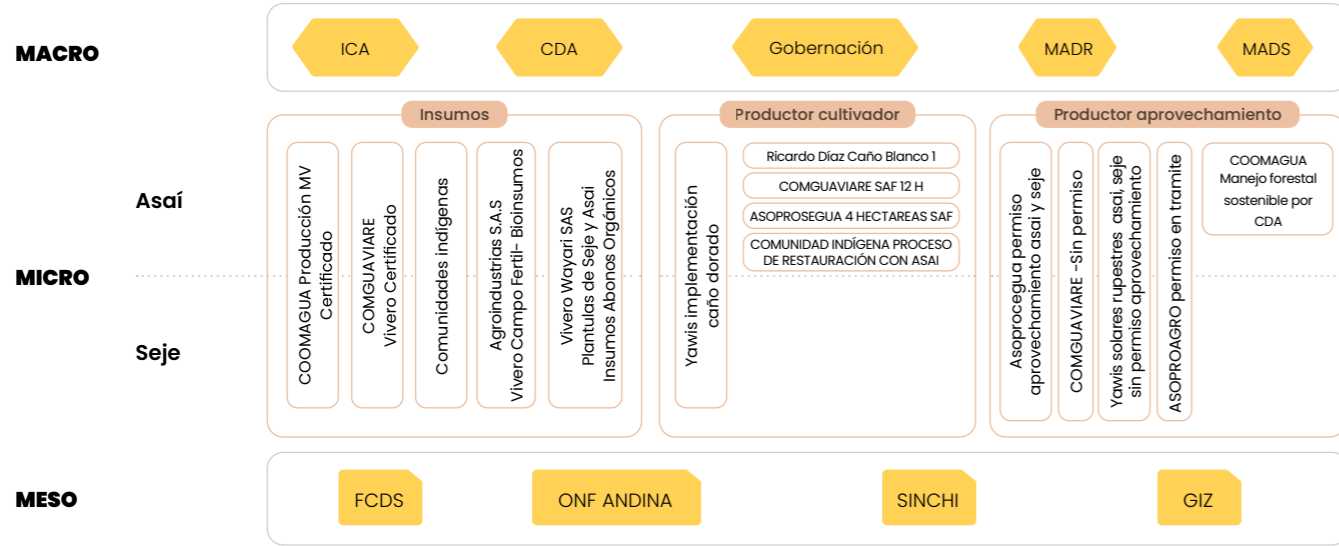 MACRO
ICA
CDA
Gobernación
MADR
MADS
Insumos
Productor cultivador
Productor aprovechamiento
Asaí
MICRO
Seje
COOMAGUA Producción MV
Certificado
COMGUAVIARE
Vivero Certificado
Comunidades indígenas
Agroindustrias S.A.S
Vivero Campo Fertil- Bioinsumos
Vivero Wayari SAS
Plantulas de Seje y Asai
Insumos Abonos Orgánicos
Yawis implementación
caño dorado
Ricardo Díaz Caño Blanco 1
COMGUAVIARE SAF 12 H
ASOPROSEGUA 4 HECTAREAS SAF
COMUNIDAD INDÍGENA PROCESO
DE RESTAURACIÓN CON ASAI
Asoprocegua permiso
aprovechamiento asai y seje
COMGUAVIARE -Sin permiso
Yawis solares rupestres asai, seje
sin permiso aprovechamiento
ASOPROAGRO permiso en tramite
COOMAGUA
Manejo forestal
sostenible por
CDA
MESO
FCDS
ONF ANDINA
SINCHI
GIZ